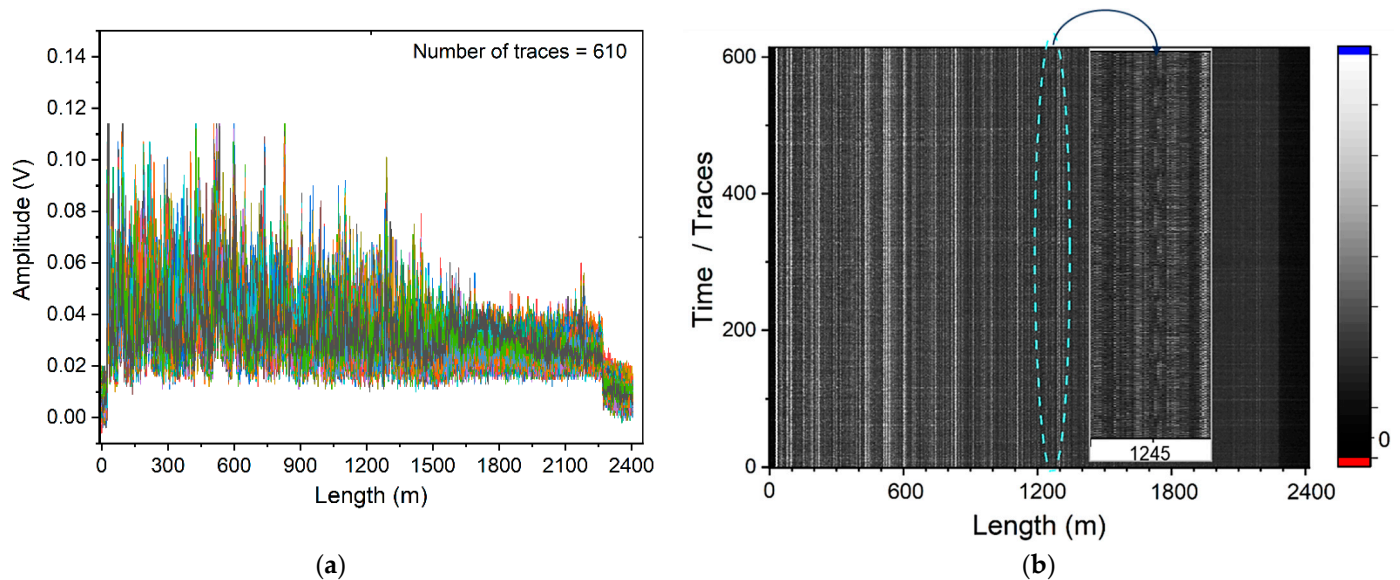 Number of traces = 610
0.14
0.12
0.10
0.08
0.06
0.04
0.02
0.00
Amplitude (V)
0 300 600 900 1200 1500 1800 2100 2400
Length (m)
(a)
600
400
200
0
Time / Traces
1245
0 600 1200 1800 2400
Length (m)
0
(b)